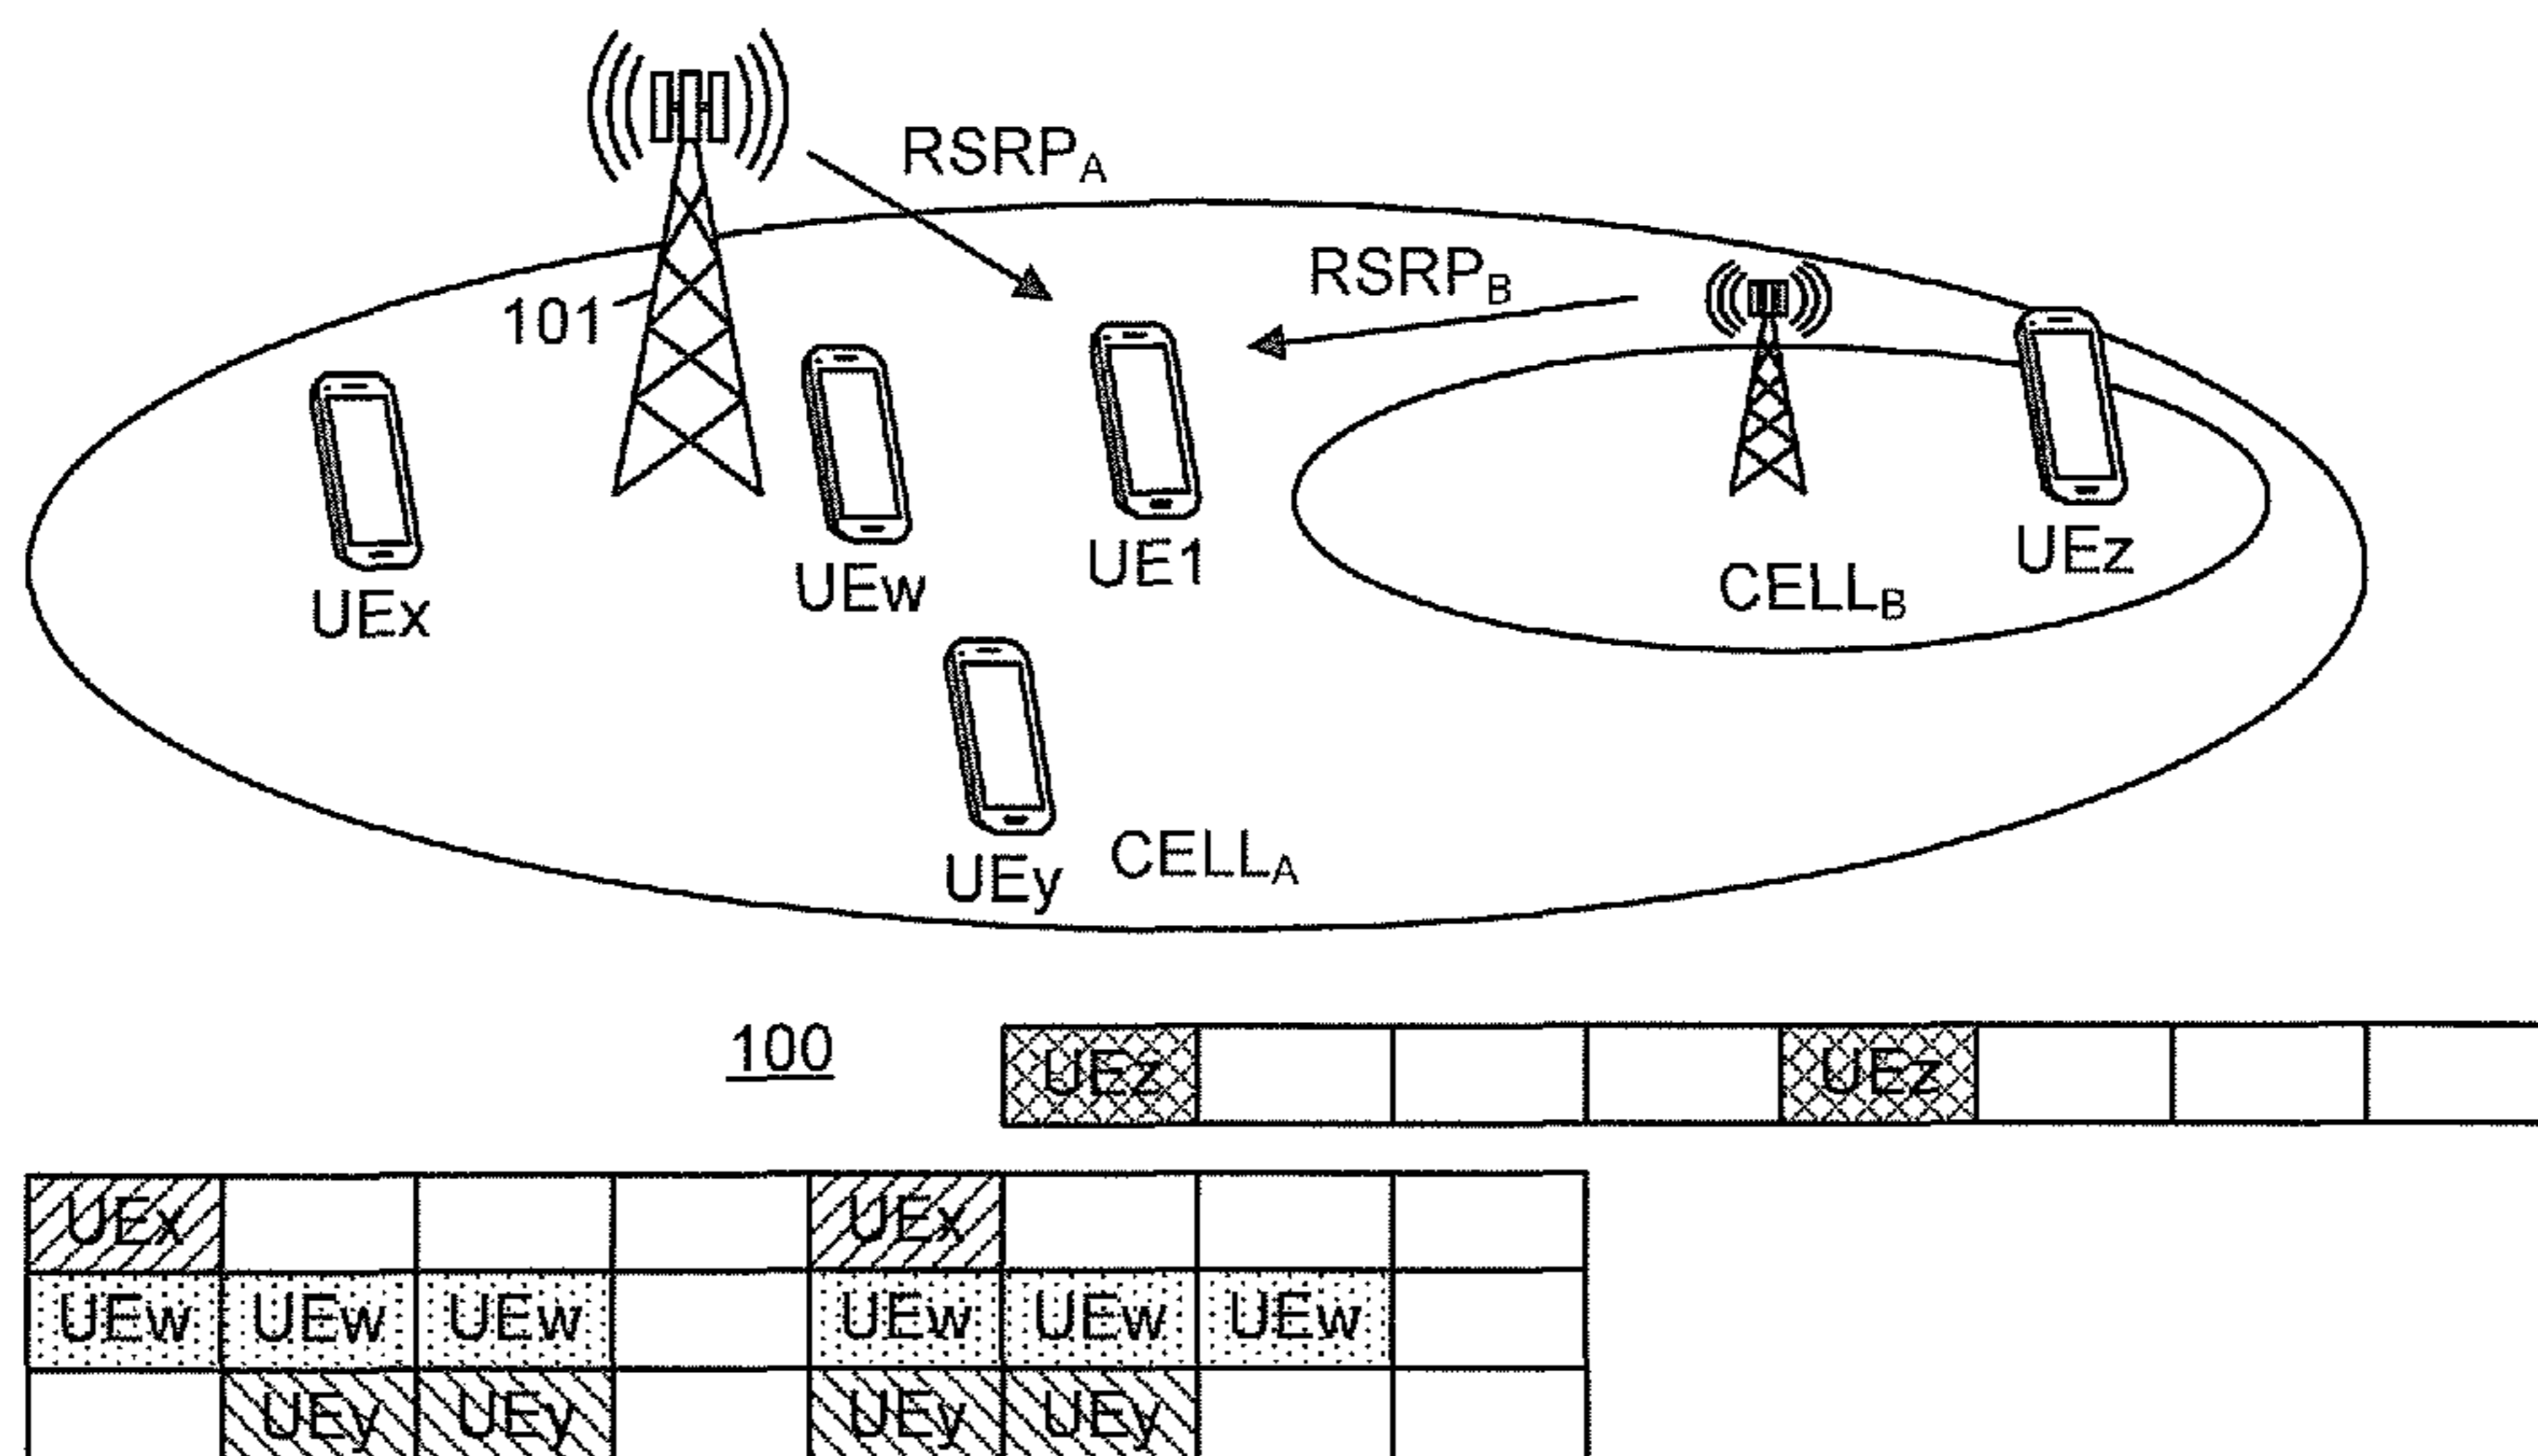 RSRPA
RSRPB
101
UEx
UEw
UE1
UEz
CELLB
UEy
CELLA
100
UEz UEz
UEx UEx
UEw UEw UEw UEw UEw UEw
UEy UEy UEy UEy